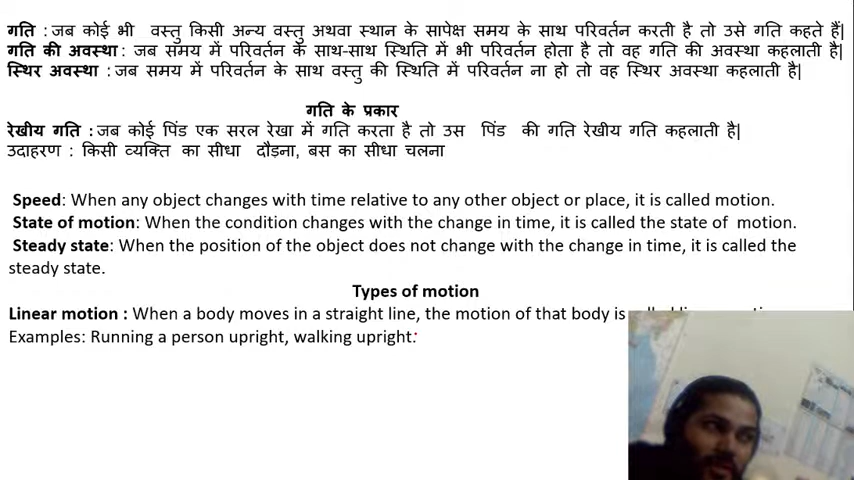 गति : जब कोई भी वस्तु किसी अन्य वस्तु अथवा स्थान के सापेक्ष समय के साथ परिवर्तन करती है तो उसे गति कहते हैं|
गति की अवस्था : जब समय में परिवर्तन के साथ-साथ स्थिति में भी परिवर्तन होता है तो वह गति की अवस्था कहलाती है|
स्थिर अवस्था : जब समय में परिवर्तन के साथ वस्तु की स्थिति में परिवर्तन ना हो तो वह स्थिर अवस्था कहलाती है|
गति के प्रकार
रेखीय गति : जब कोई पिंड एक सरल रेखा में गति करता है तो उस पिंड की गति रेखीय गति कहलाती है|
उदाहरण : किसी व्यक्ति का सीधा दौड़ना, बस का सीधा चलना
Speed: When any object changes with time relative to any other object or place, it is called motion.
State of motion: When the condition changes with the change in time, it is called the state of motion.
Steady state: When the position of the object does not change with the change in time, it is called the
steady state.
Types of motion
Linear motion : When a body moves in a straight line, the motion of that body is
Examples: Running a person upright, walking upright: